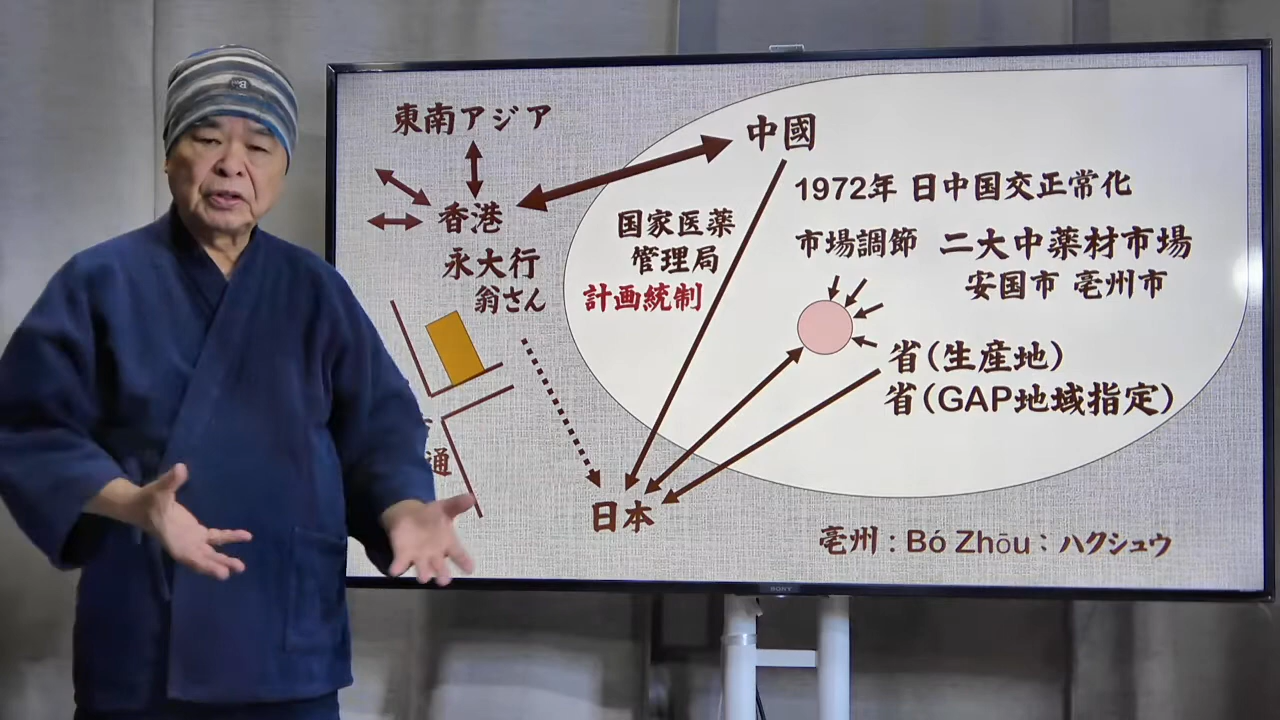 東南アジア
中國
1972年 日中国交正常化
香港
国家医薬
管理局
計画統制
市場調節 二大中薬材市場
安国市 亳州市
永大行
翁さん
省(生産地)
省(GAP地域指定)
通
日本
亳州:Bó Zhōu:ハクシュウ
SONY